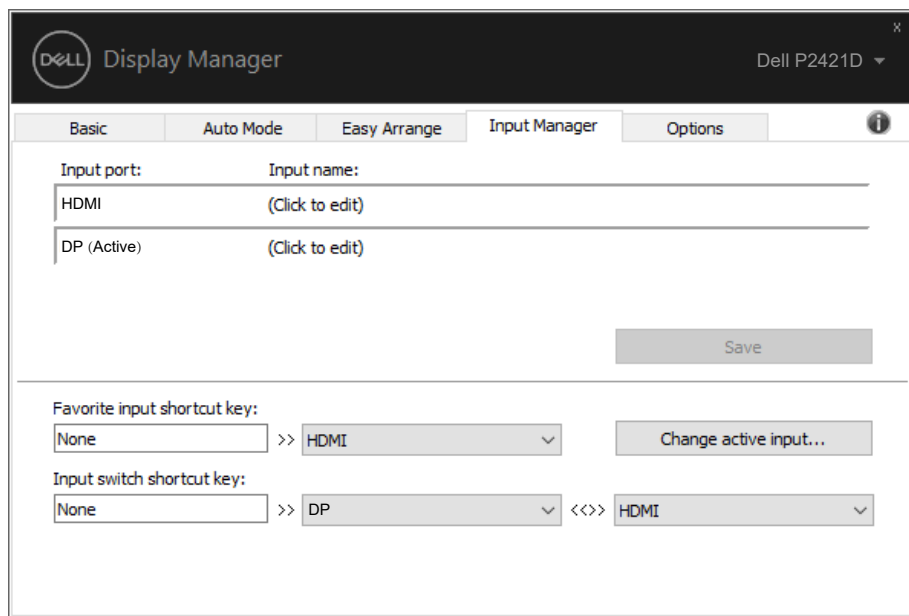 x
DELL Display Manager
Dell P2421D
Basic Auto Mode Easy Arrange Input Manager Options
Input port: Input name:
HDMI (Click to edit)
DP (Active) (Click to edit)
Save
Favorite input shortcut key:
None >> HDMI Change active input...
Input switch shortcut key:
None >> DP <<>> HDMI